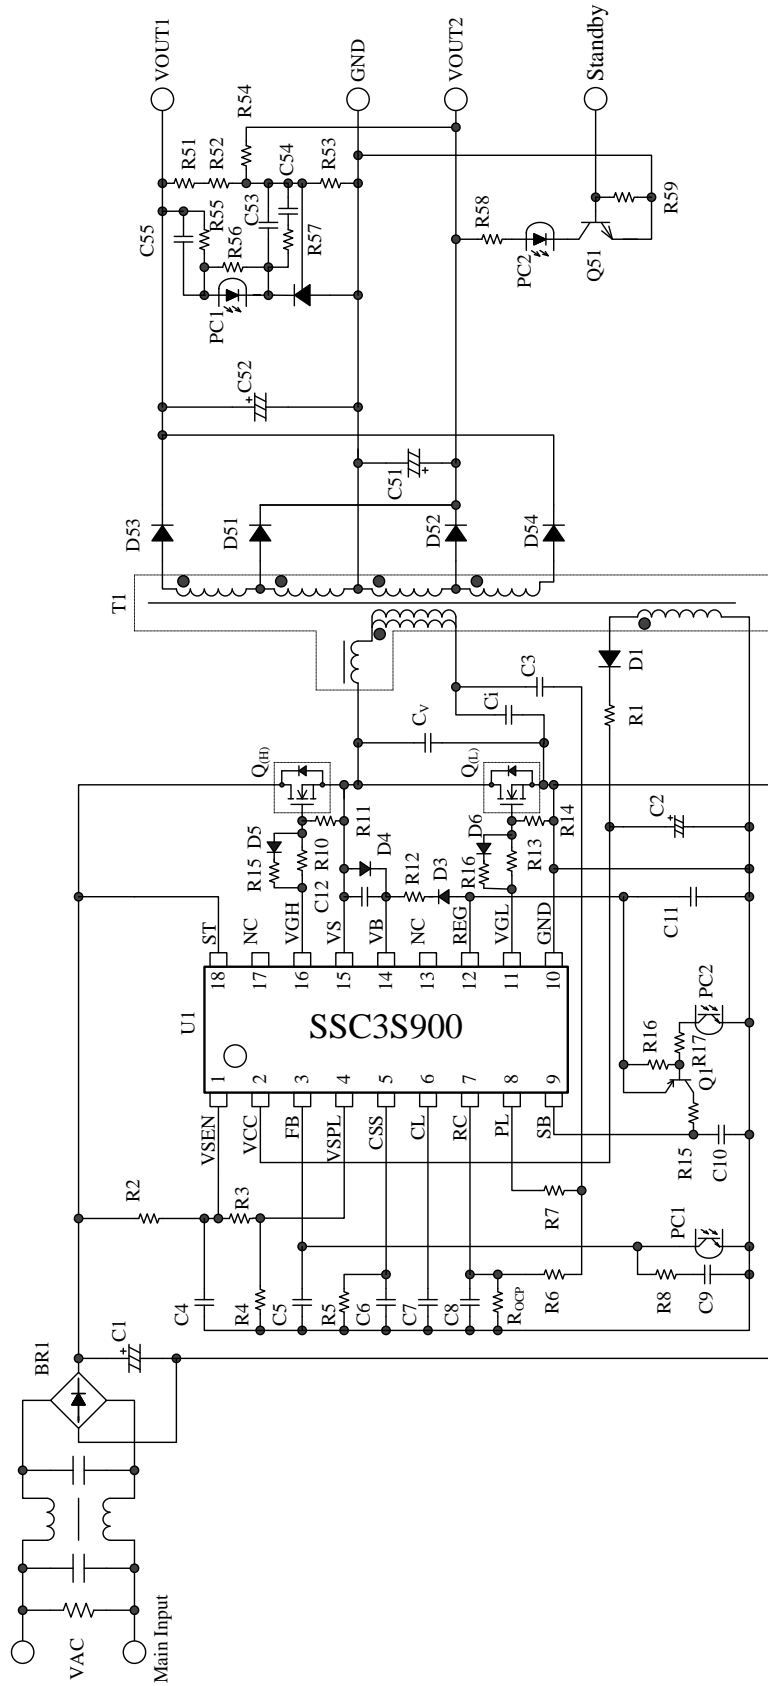 VAC
Main Input
BR1
C1
R2
C4
R3
R4
C5
R5
C6
C7
C8
ROCP
R6
R7
R8
C9
PC1
VSEN
VCC
FB
VSPL
CSS
CL
RC
PL
SB
1
2
3
4
5
6
7
8
9
U1
SSC3S900
18
17
16
15
14
13
12
11
10
ST
NC
VGH
VS
VB
NC
REG
VGL
GND
R15
C10
Q1
R16
R17
PC2
C11
R15
D5
R10
C12
R11
D4
R12
D3
R16
D6
R13
R14
Q(H)
Q(L)
CV
Ci
C3
C2
R1
D1
T1
D53
D51
D52
D54
C52
C51
C55
R55
R56
PC1
R51
R52
C53
C54
R57
R53
R54
R58
PC2
Q51
R59
VOUT1
GND
VOUT2
Standby